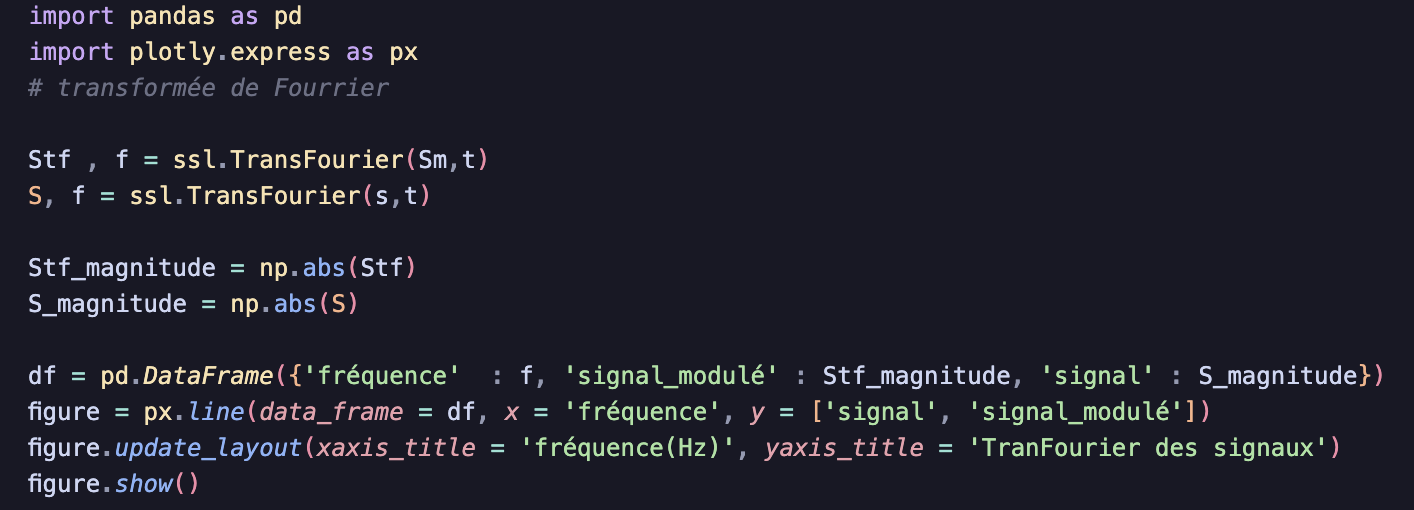 import pandas as pd
import plotly.express as px
# transformée de Fourrier
Stf , f = ssl.TransFourier(Sm,t)
S, f = ssl.TransFourier(s,t)
Stf_magnitude = np.abs(Stf)
S_magnitude = np.abs(S)
df = pd.DataFrame({'fréquence'  : f, 'signal_modulé' : Stf_magnitude, 'signal' : S_magnitude})
figure = px.line(data_frame = df, x = 'fréquence', y = ['signal', 'signal_modulé'])
figure.update_layout(xaxis_title = 'fréquence(Hz)', yaxis_title = 'TranFourier des signaux')
figure.show()